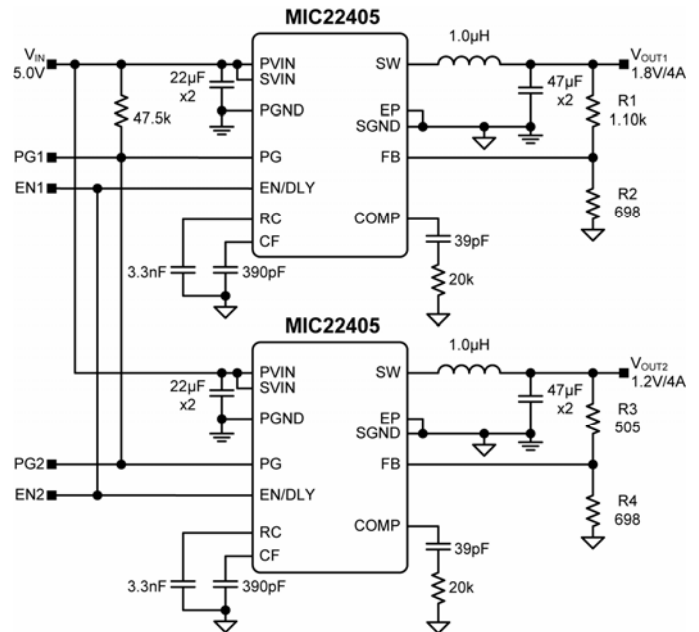 MIC22405
1.0µH
VIN
5.0V
PVIN
SVIN
SW
VOUT1
1.8V/4A
22µF
x2
47.5k
PGND
EP
SGND
47µF
x2
R1
1.10k
PG1
PG
FB
EN1
EN/DLY
R2
698
RC
COMP
CF
39pF
3.3nF
390pF
20k
MIC22405
1.0µH
PVIN
SVIN
SW
VOUT2
1.2V/4A
22µF
x2
PGND
EP
SGND
47µF
x2
R3
505
PG2
PG
FB
EN2
EN/DLY
R4
698
RC
COMP
CF
39pF
3.3nF
390pF
20k